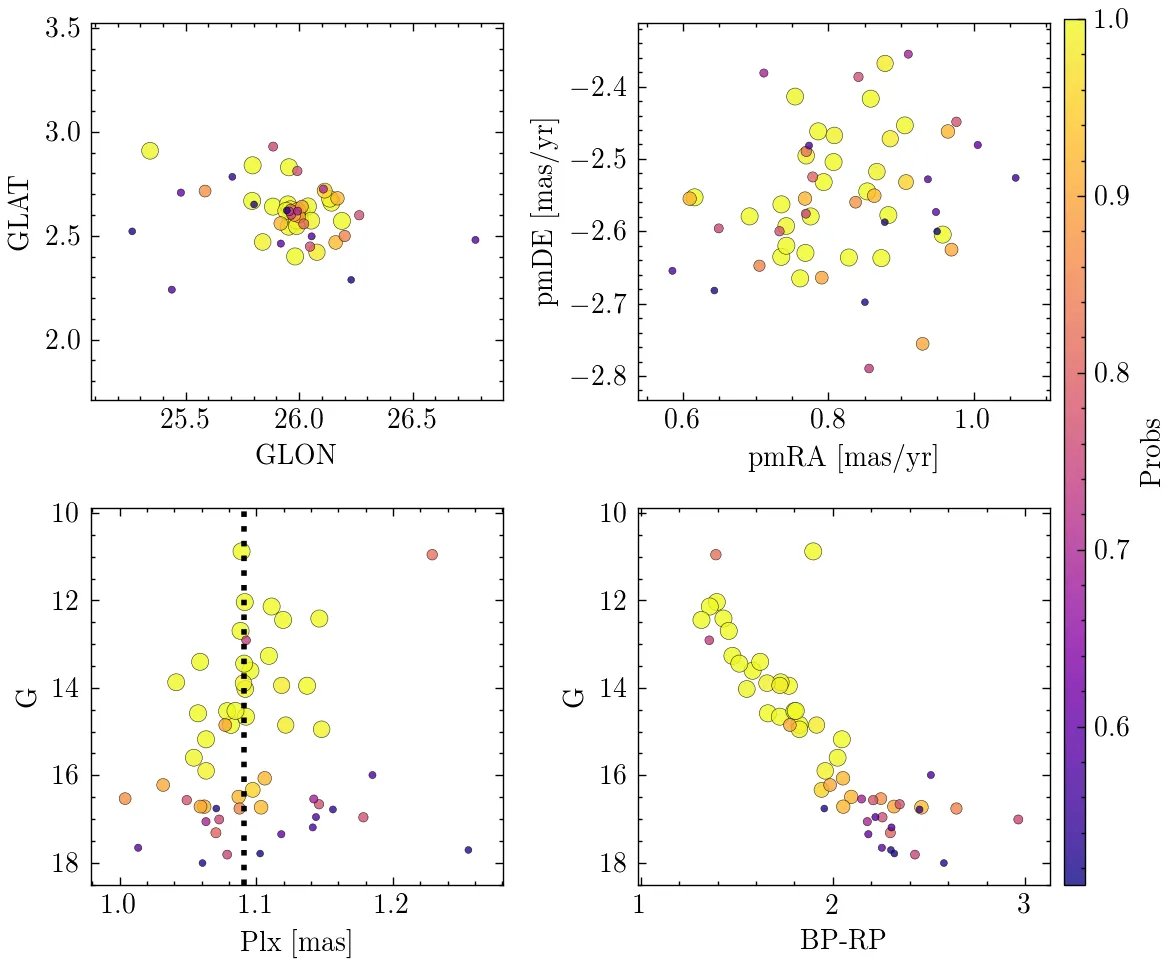 3.5
3.0
2.5
2.0
GLAT
25.5 26.0 26.5
GLON
−2.4
−2.5
−2.6
−2.7
−2.8
pmDE [mas/yr]
0.6 0.8 1.0
pmRA [mas/yr]
10
12
14
16
18
G
1.0 1.1 1.2
Plx [mas]
10
12
14
16
18
G
1 2 3
BP-RP
1.0
0.9
0.8
0.7
0.6
Probs